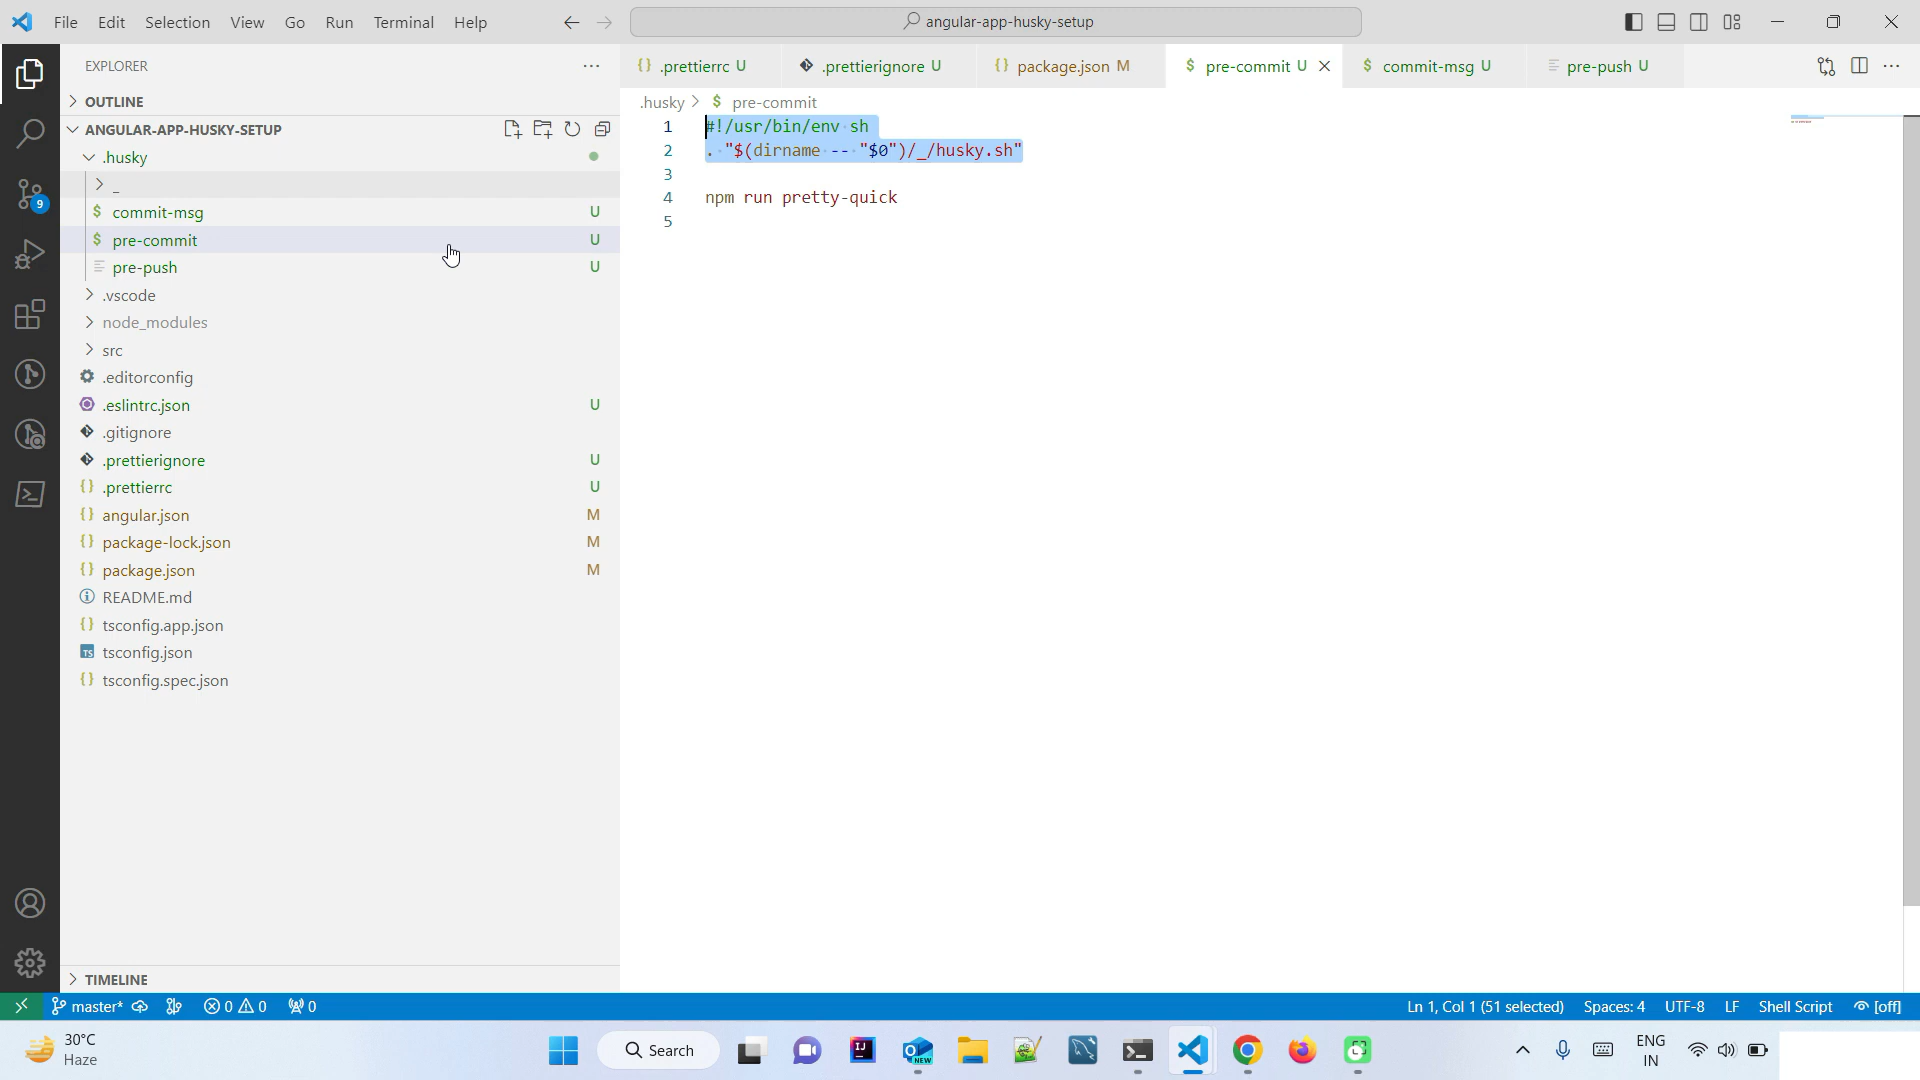 File Edit Selection View Go Run Terminal Help
angular-app-husky-setup
EXPLORER
OUTLINE
ANGULAR-APP-HUSKY-SETUP
.husky
_
commit-msg U
pre-commit U
pre-push U
.vscode
node_modules
src
.editorconfig
.eslintrc.json U
.gitignore
.prettierignore U
.prettierrc U
angular.json M
package-lock.json M
package.json M
README.md
tsconfig.app.json
tsconfig.json
tsconfig.spec.json
TIMELINE
9
.prettierrc U .prettierignore U package.json M pre-commit U commit-msg U pre-push U
.husky > $ pre-commit
1 #!/usr/bin/env sh
2 . "$(dirname -- "$0")/_/husky.sh"
3
4 npm run pretty-quick
5
master* 0 0 0 Ln 1, Col 1 (51 selected) Spaces: 4 UTF-8 LF Shell Script [off]
30°C
Haze
Search
NEW
ENG
IN